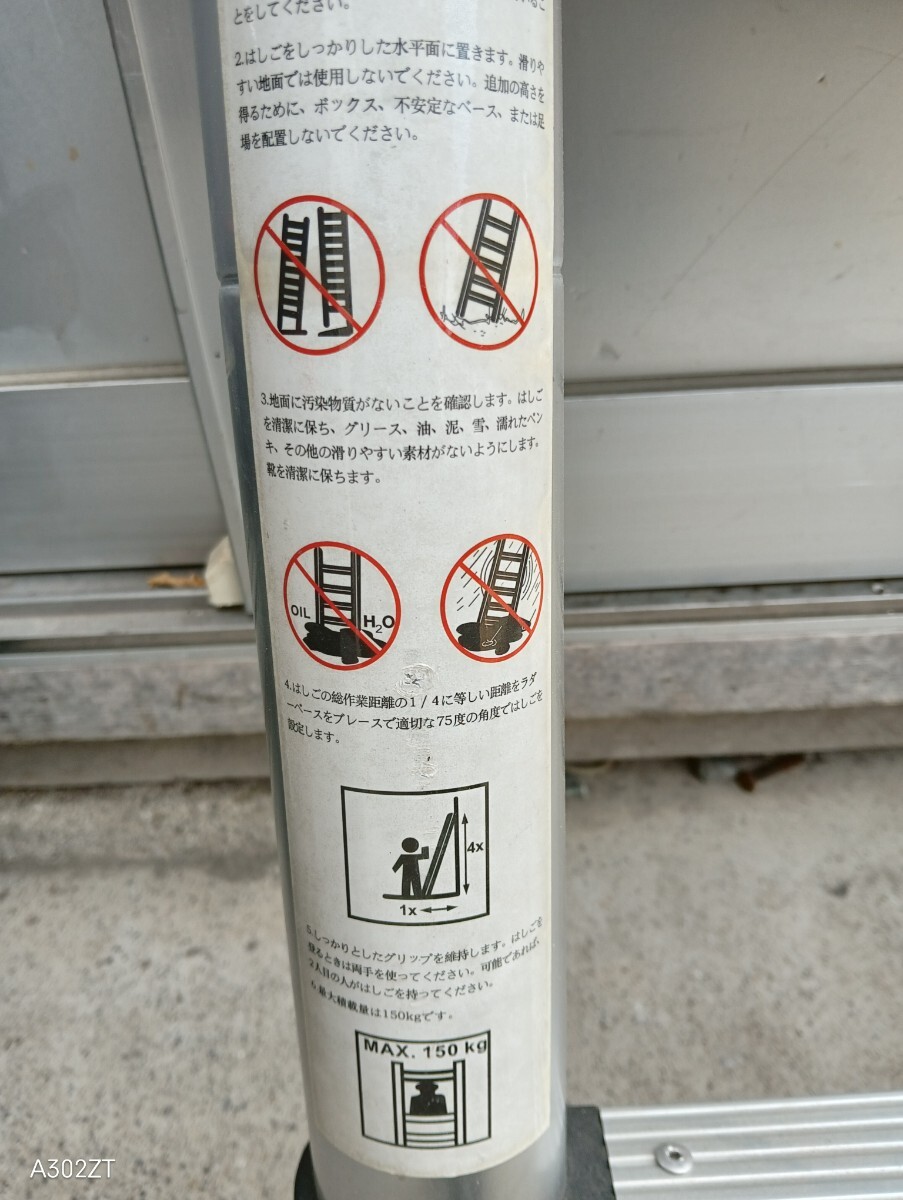 とをしてください。
2.はしごをしっかりした水平面に置きます。滑りや
すい地面では使用しないでください。追加の高さを
得るために、ボックス、不安定なベース、または足
場を配置しないでください。
3.地面に汚染物質がないことを確認します。はしご
を清潔に保ち、グリース、油、泥、雪、濡れたペン
キ、その他の滑りやすい素材がないようにします。
靴を清潔に保ちます。
OIL
H2O
4.はしごの総作業距離の1/4に等しい距離をラダ
ーベースをブレースで適切な75度の角度ではしごを
設定します。
4x
1x
5.しっかりとしたグリップを維持します。はしごを
登るときは両手を使ってください。可能であれば、
2人目の人がはしごを持ってください。
6.最大積載量は150kgです。
MAX. 150 kg
A302ZT